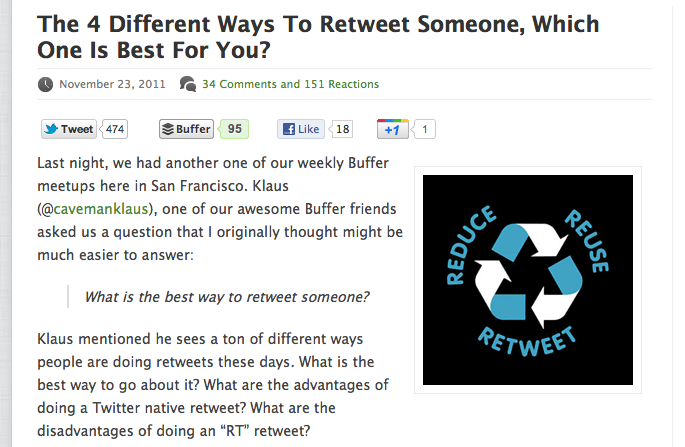 The 4 Different Ways To Retweet Someone, Which
One Is Best For You?
November 23, 2011 34 Comments and 151 Reactions
Tweet 474 Buffer 95 Like 18 +1 1
Last night, we had another one of our weekly Buffer
meetups here in San Francisco. Klaus
(@cavemanklaus), one of our awesome Buffer friends
asked us a question that I originally thought might be
much easier to answer:
What is the best way to retweet someone?
Klaus mentioned he sees a ton of different ways
people are doing retweets these days. What is the
best way to go about it? What are the advantages of
doing a Twitter native retweet? What are the
disadvantages of doing an “RT” retweet?
REDUCE
REUSE
RETWEET